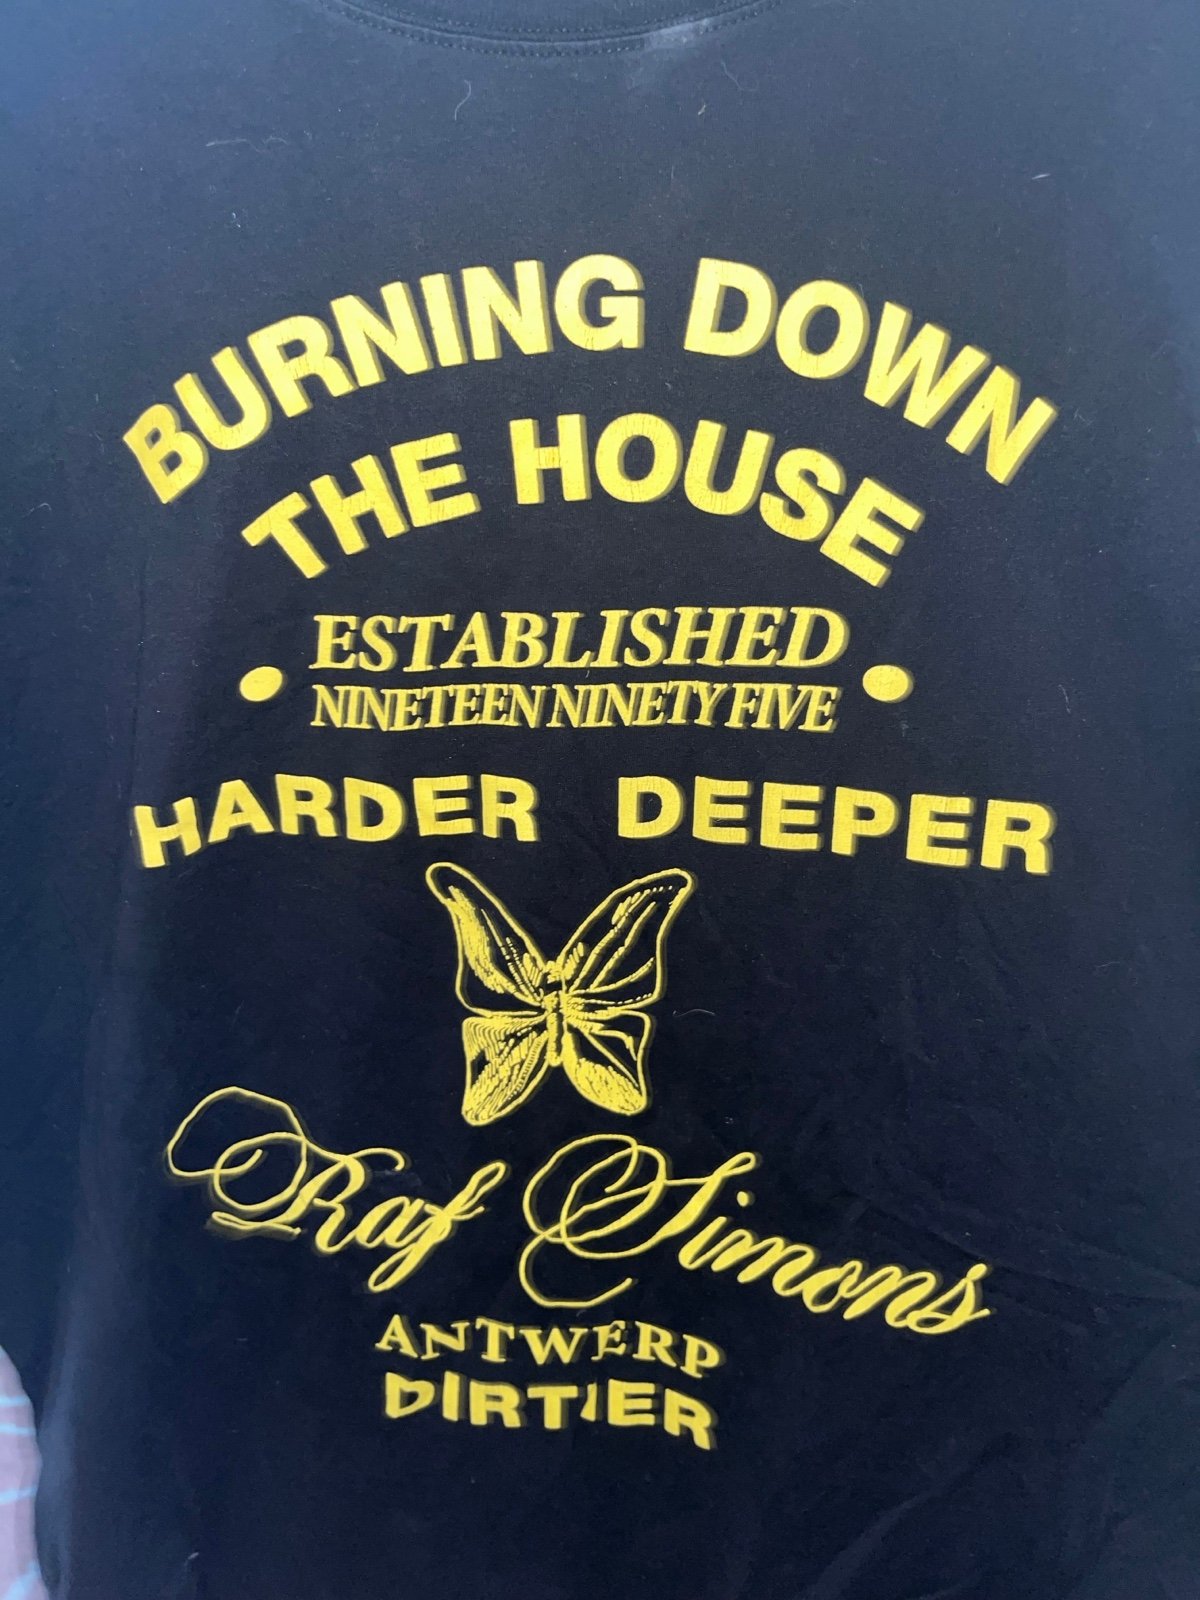 BURNING DOWN
THE HOUSE
ESTABLISHED
NINETEEN NINETY FIVE
HARDER DEEPER
Raf Simons
ANTWERP
DIRTIER